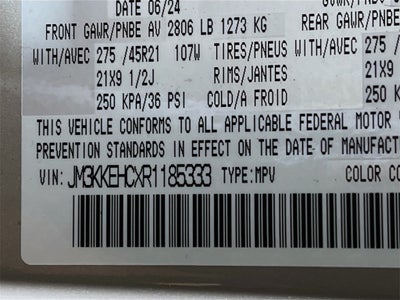 DATE 06/24
FRONT GAWR/PNBE AV 2806 LB 1273 KG REAR GAWR/PNBE
WITH/AVEC 275 /45R21 107W TIRES/PNEUS WITH/AVEC 275
21X9 1/2J RIMS/JANTES 21X9
250 KPA/36 PSI COLD/A FROID 250 K
THIS VEHICLE CONFORMS TO ALL APPLICABLE FEDERAL MOTOR
PREVENTION STANDARDS IN EFFECT ON THE DATE OF MANUFACT
VIN: JM3KKEHCXR1185333 TYPE:MPV COLOR CO